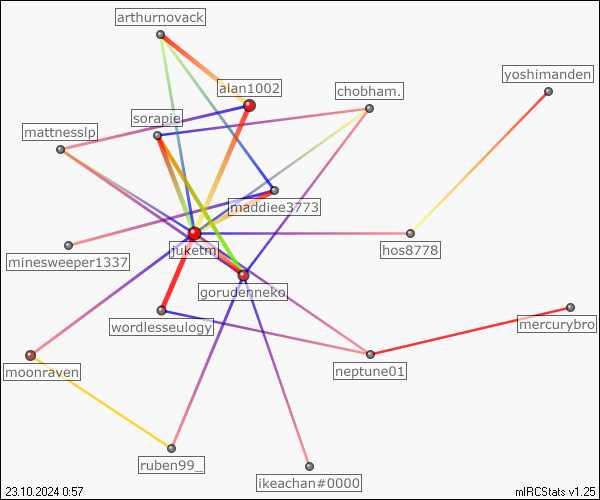 arthurnovack
yoshimanden
alan1002
chobham.
sorapie
mattnesslp
maddiee3773
juketm
hos8778
minesweeper1337
gorudenneko
wordlesseulogy
mercurybro
moonraven
neptune01
ruben99_
ikeachan#0000
23.10.2024 0:57
mIRCStats v1.25